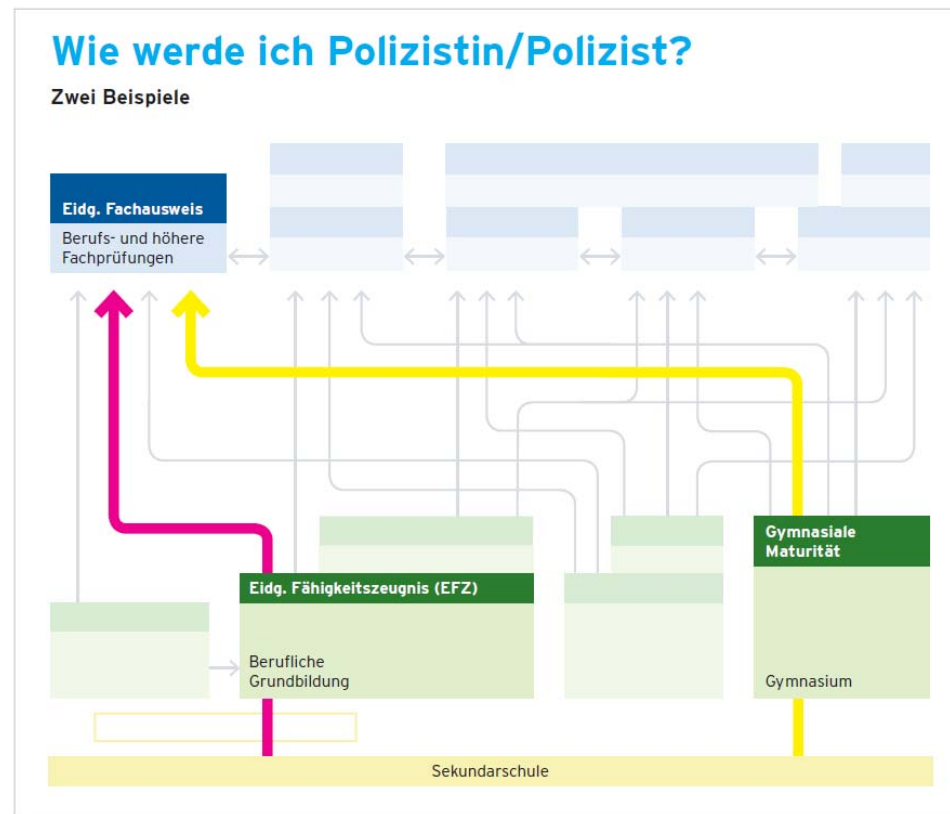 Wie werde ich Polizistin/Polizist?
Zwei Beispiele
Eidg. Fachausweis
Berufs- und höhere
Fachprüfungen
Gymnasiale
Maturität
Eidg. Fähigkeitszeugnis (EFZ)
Berufliche
Grundbildung
Gymnasium
Sekundarschule